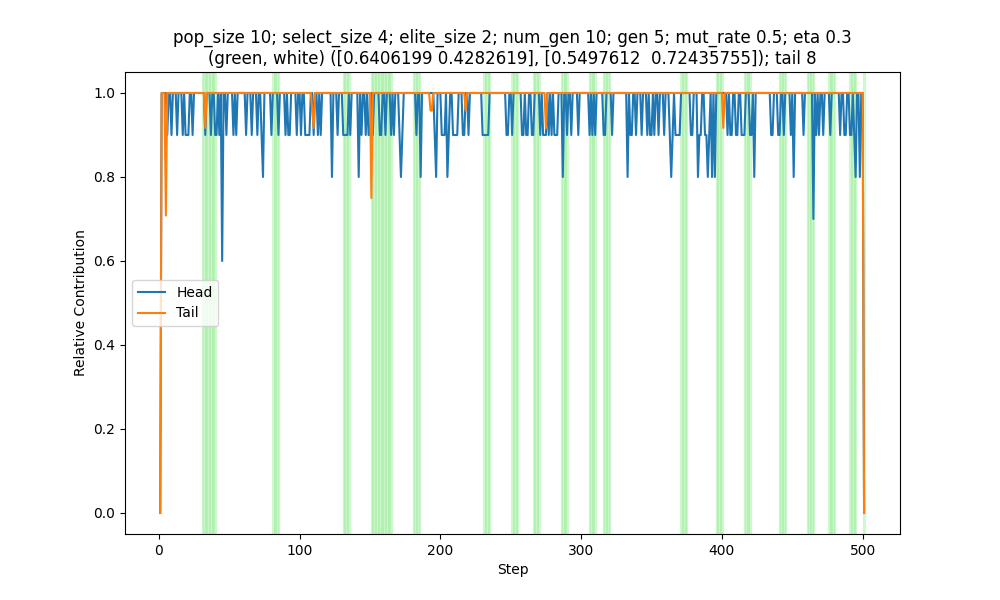 pop_size 10; select_size 4; elite_size 2; num_gen 10; gen 5; mut_rate 0.5; eta 0.3
(green, white) ([0.6406199 0.4282619], [0.5497612  0.72435755]); tail 8
1.0
0.8
0.6
0.4
0.2
0.0
Relative Contribution
Head
Tail
0 100 200 300 400 500
Step